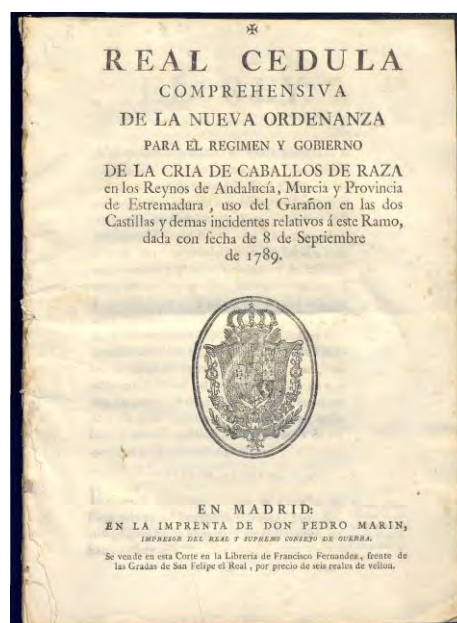 ✠
REAL CEDULA
COMPREHENSIVA
DE LA NUEVA ORDENANZA
PARA EL REGIMEN Y GOBIERNO
DE LA CRIA DE CABALLOS DE RAZA
en los Reynos de Andalucía, Murcia y Provincia
de Estremadura, uso del Garañon en las dos
Castillas y demas incidentes relativos á este Ramo,
dada con fecha de 8 de Septiembre
de 1789.
EN MADRID:
EN LA IMPRENTA DE DON PEDRO MARIN,
IMPRESOR DEL REAL Y SUPREMO CONSEJO DE GUERRA.
Se vende en esta Corte en la Librería de Francisco Fernandez, frente de
las Gradas de San Felipe el Real, por precio de seis reales de vellon.